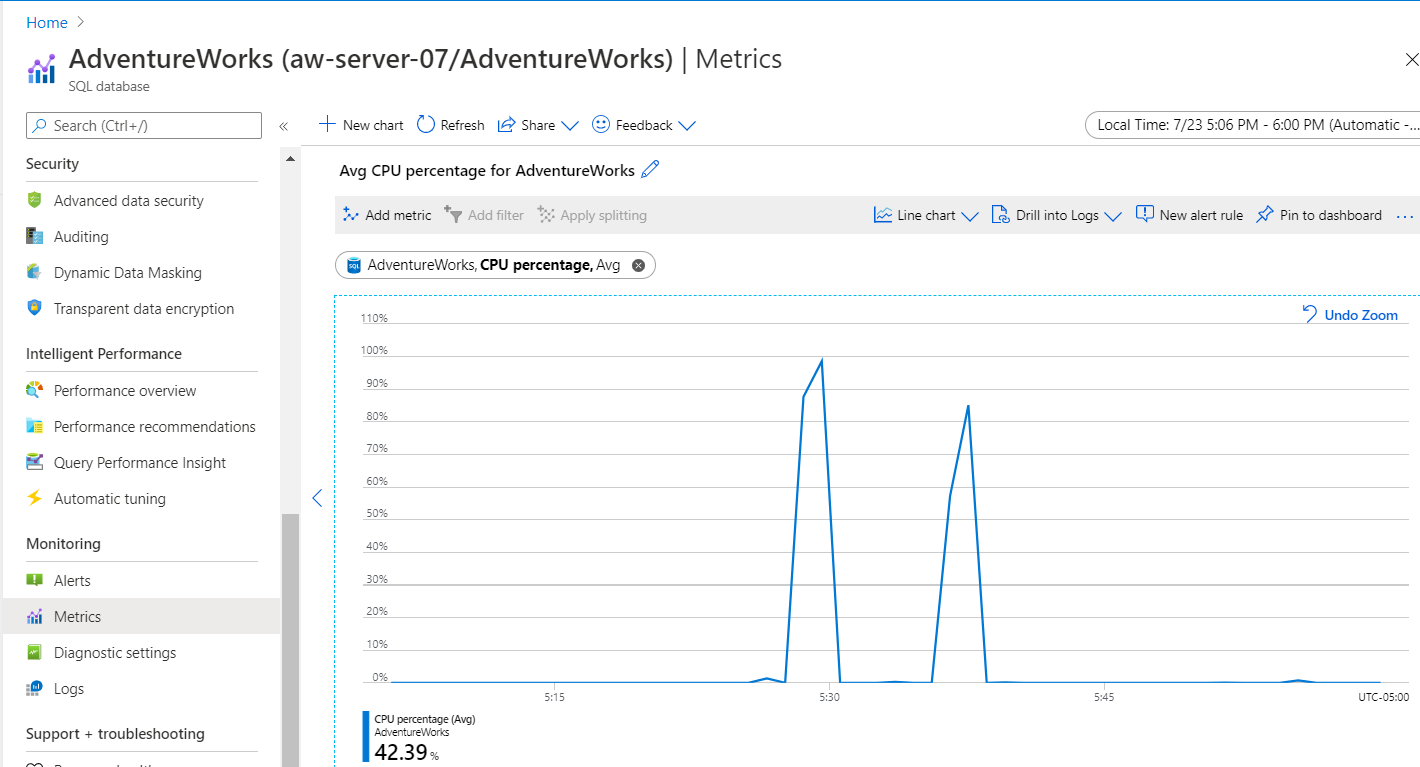 Home
AdventureWorks (aw-server-07/AdventureWorks) | Metrics
SQL database
Search (Ctrl+/)
Security
Advanced data security
Auditing
Dynamic Data Masking
Transparent data encryption
Intelligent Performance
Performance overview
Performance recommendations
Query Performance Insight
Automatic tuning
Monitoring
Alerts
Metrics
Diagnostic settings
Logs
Support + troubleshooting
New chart Refresh Share Feedback
Local Time: 7/23 5:06 PM - 6:00 PM (Automatic -...
Avg CPU percentage for AdventureWorks
Add metric Add filter Apply splitting Line chart Drill into Logs New alert rule Pin to dashboard ...
SQL AdventureWorks, CPU percentage, Avg
Undo Zoom
110%
100%
90%
80%
70%
60%
50%
40%
30%
20%
10%
0%
5:15 5:30 5:45 UTC-05:00
CPU percentage (Avg)
AdventureWorks
42.39 %